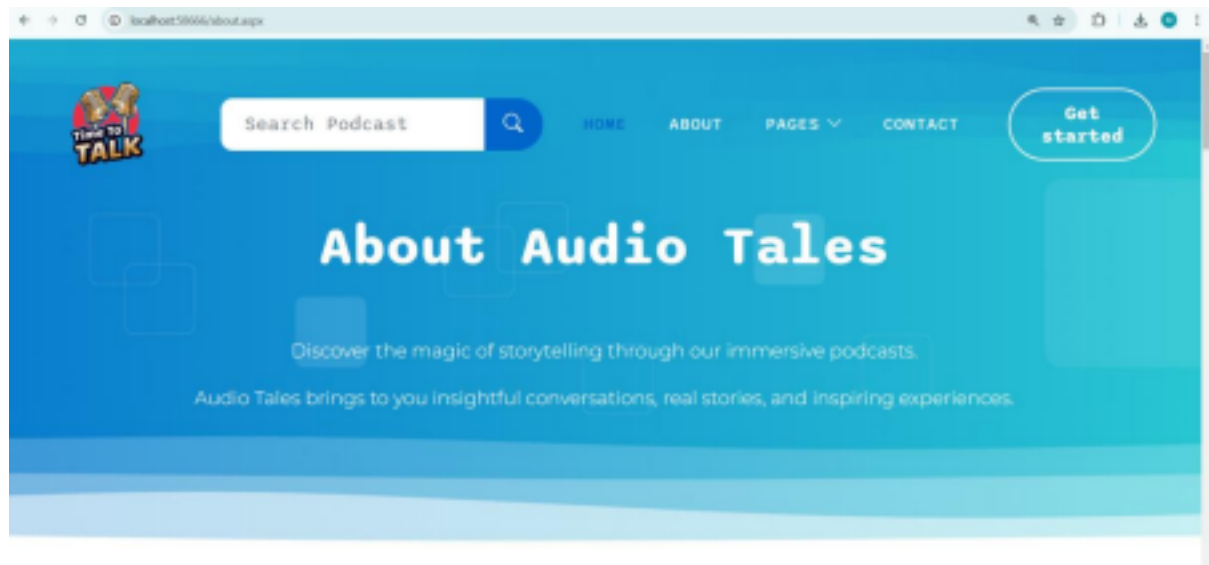 localhost:58666/about.aspx
TIME TO
TALK
Search Podcast
HOME
ABOUT
PAGES
CONTACT
Get
started
About Audio Tales
Discover the magic of storytelling through our immersive podcasts.
Audio Tales brings to you insightful conversations, real stories, and inspiring experiences.